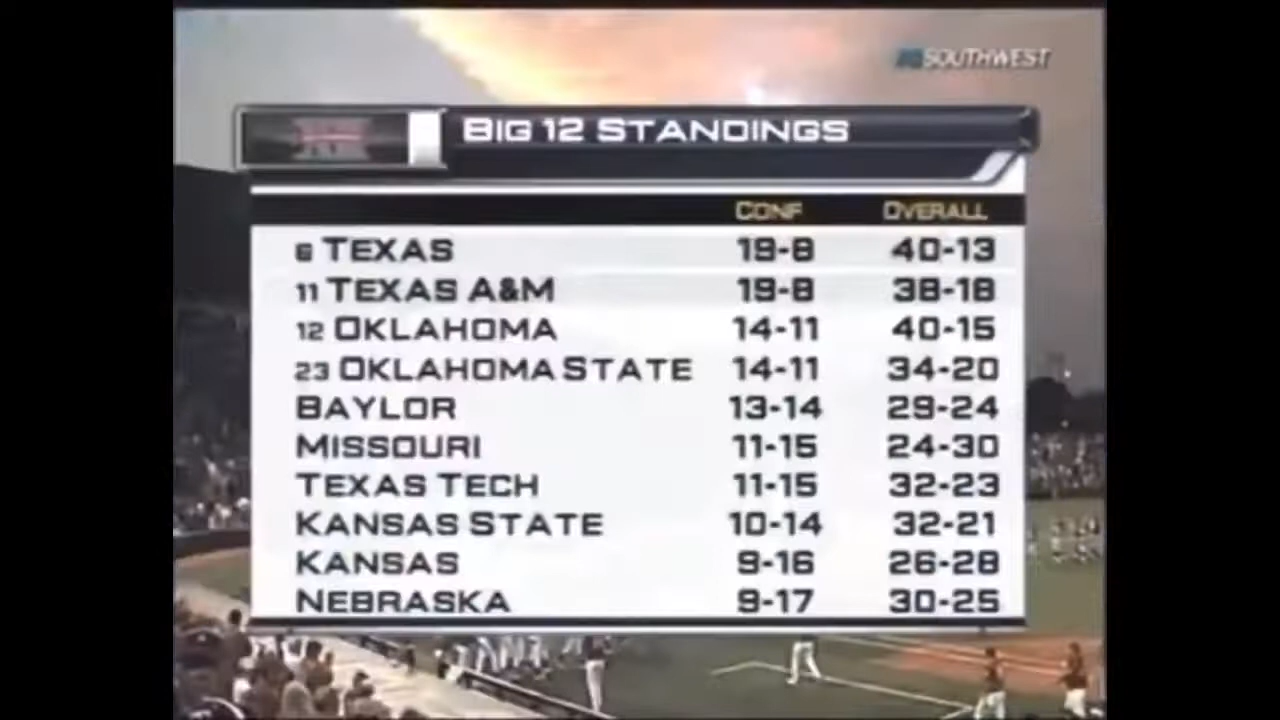 SOUTHWEST
BIG 12 STANDINGS
CONF OVERALL
6 TEXAS 19-8 40-13
11 TEXAS A&M 19-8 38-18
12 OKLAHOMA 14-11 40-15
23 OKLAHOMA STATE 14-11 34-20
BAYLOR 13-14 29-24
MISSOURI 11-15 24-30
TEXAS TECH 11-15 32-23
KANSAS STATE 10-14 32-21
KANSAS 9-16 26-28
NEBRASKA 9-17 30-25